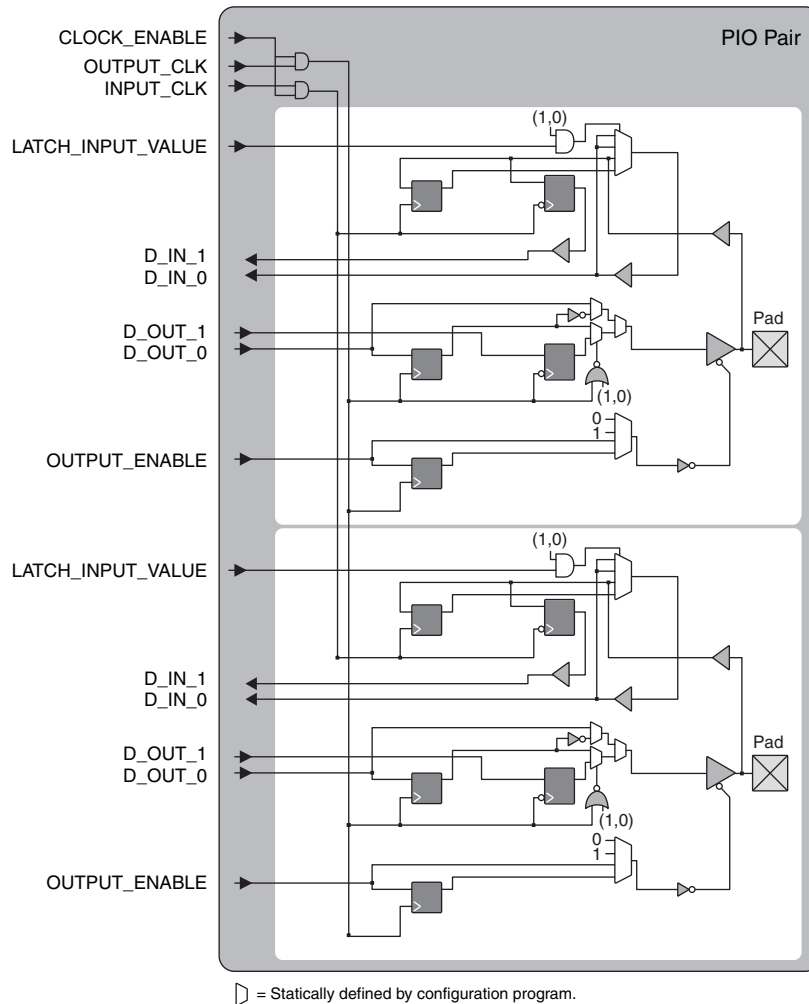 PIO Pair
CLOCK_ENABLE
OUTPUT_CLK
INPUT_CLK
(1,0)
LATCH_INPUT_VALUE
D_IN_1
D_IN_0
Pad
D_OUT_1
D_OUT_0
(1,0)
0
1
OUTPUT_ENABLE
(1,0)
LATCH_INPUT_VALUE
D_IN_1
D_IN_0
Pad
D_OUT_1
D_OUT_0
(1,0)
0
1
OUTPUT_ENABLE
= Statically defined by configuration program.